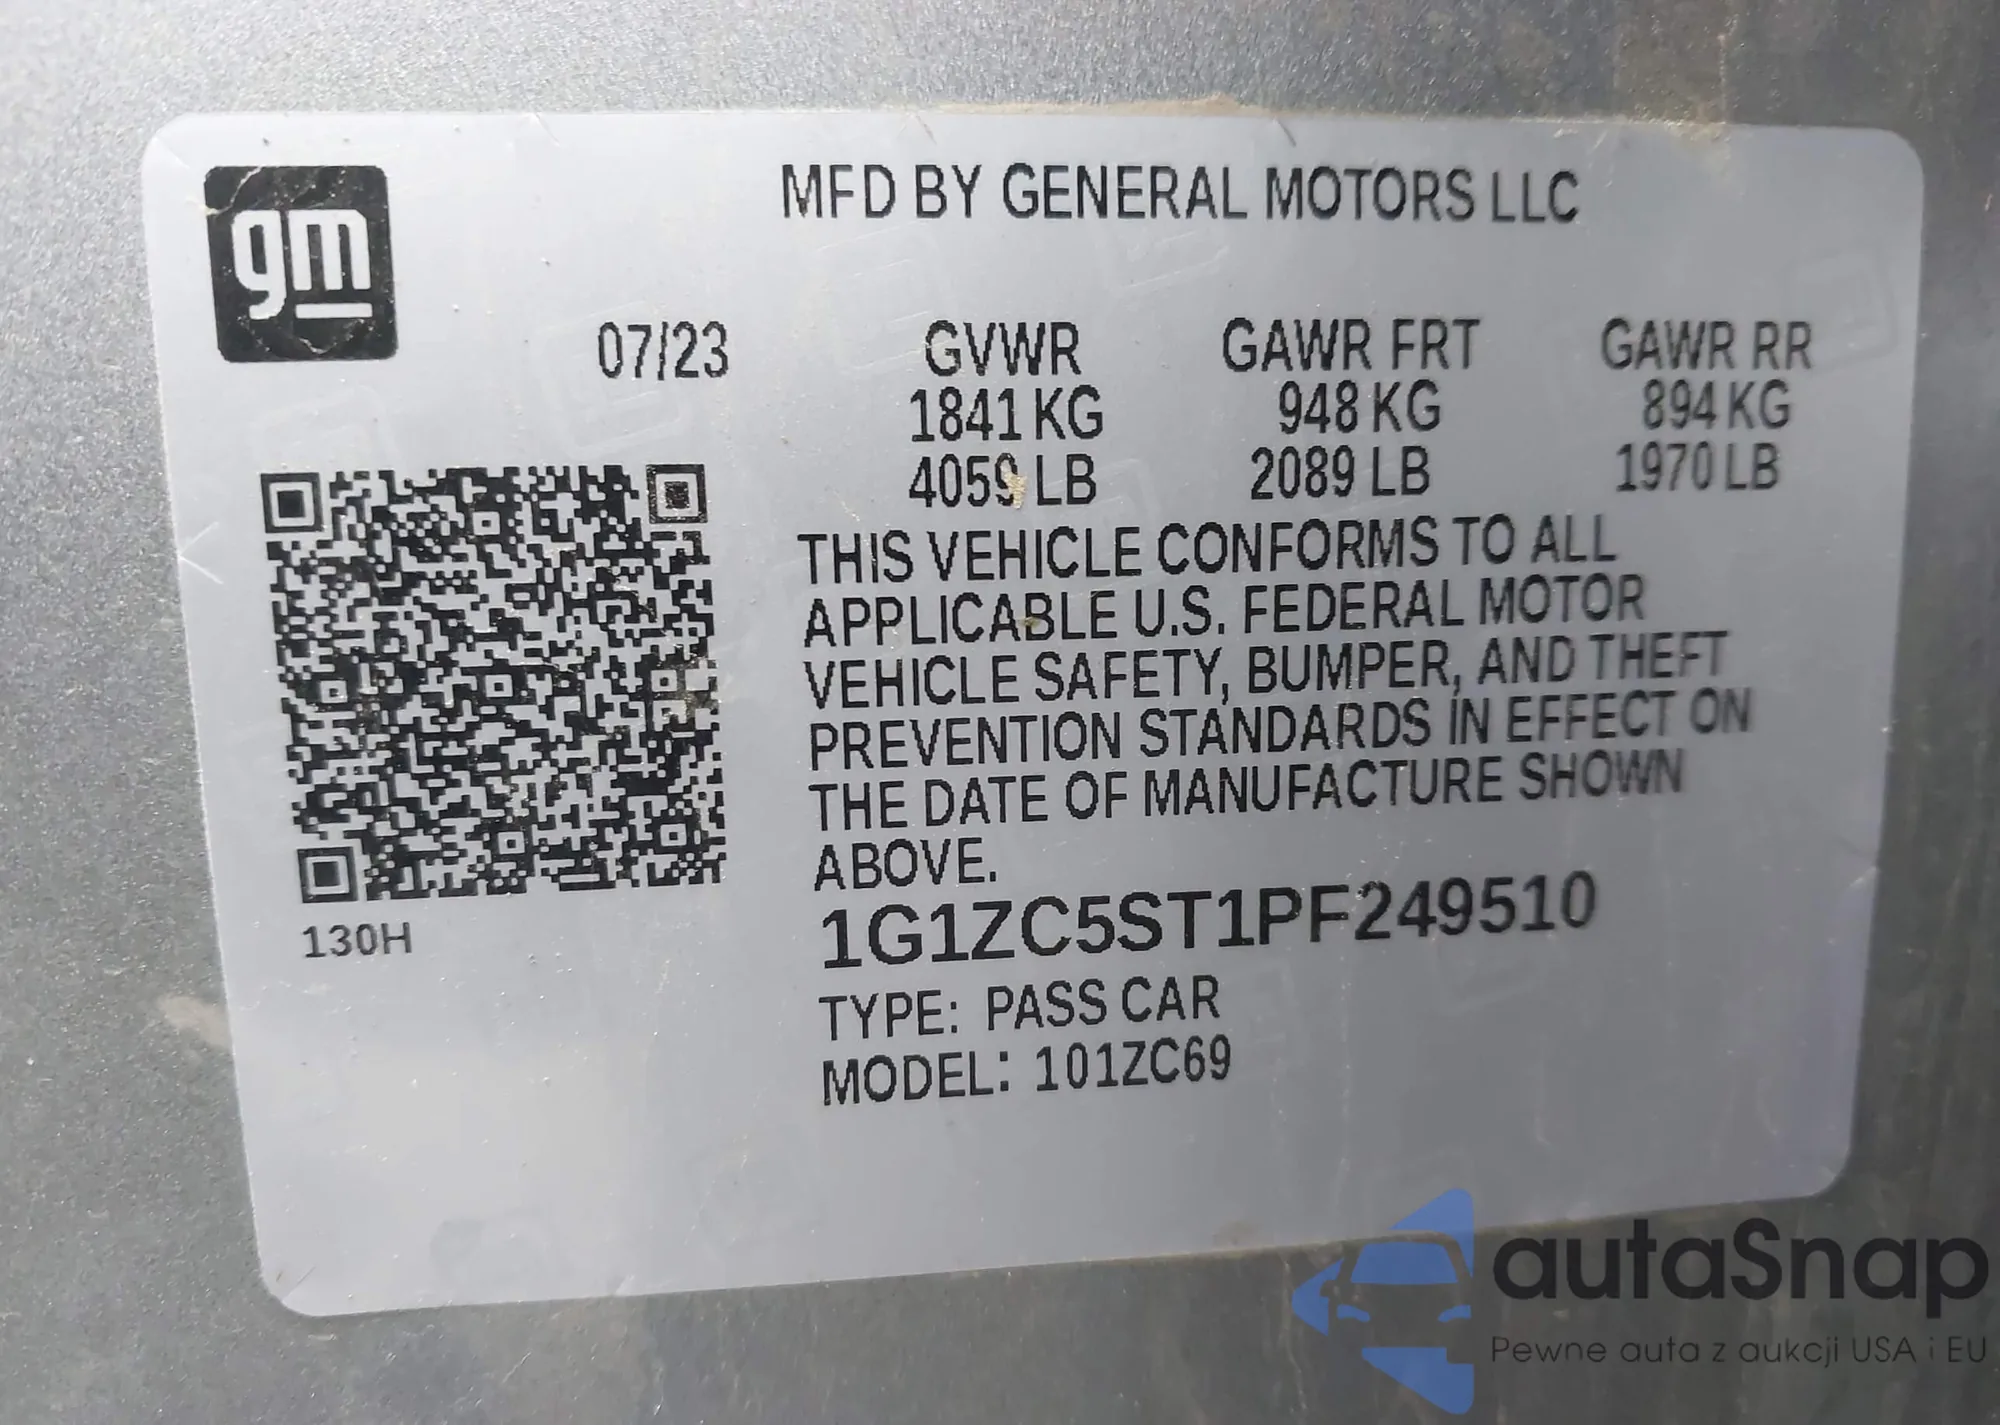 gm
MFD BY GENERAL MOTORS LLC
07/23 GVWR GAWR FRT GAWR RR
1841 KG 948 KG 894 KG
4059 LB 2089 LB 1970 LB
THIS VEHICLE CONFORMS TO ALL
APPLICABLE U.S. FEDERAL MOTOR
VEHICLE SAFETY, BUMPER, AND THEFT
PREVENTION STANDARDS IN EFFECT ON
THE DATE OF MANUFACTURE SHOWN
ABOVE.
130H
1G1ZC5ST1PF249510
TYPE: PASS CAR
MODEL: 101ZC69
autaSnap
Pewne auta z aukcji USA i EU